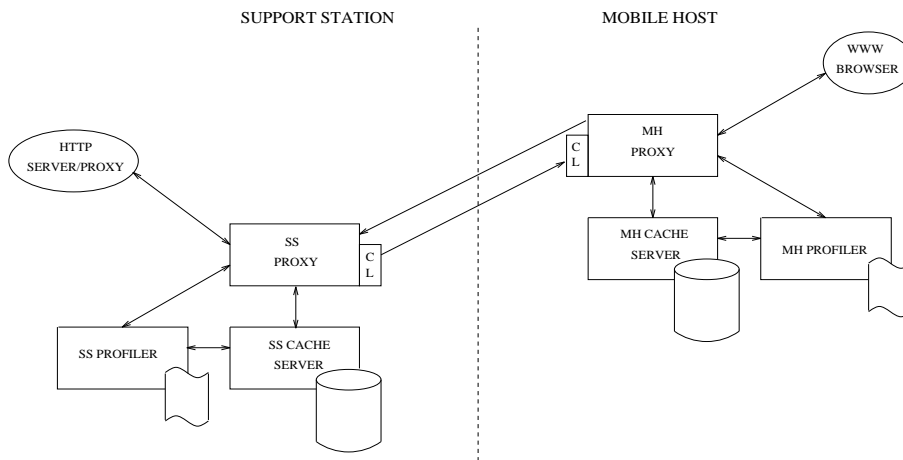 SUPPORT STATION
MOBILE HOST
WWW
BROWSER
MH
PROXY
C
L
HTTP
SERVER/PROXY
SS
PROXY
C
L
MH CACHE
SERVER
MH PROFILER
SS PROFILER
SS CACHE
SERVER